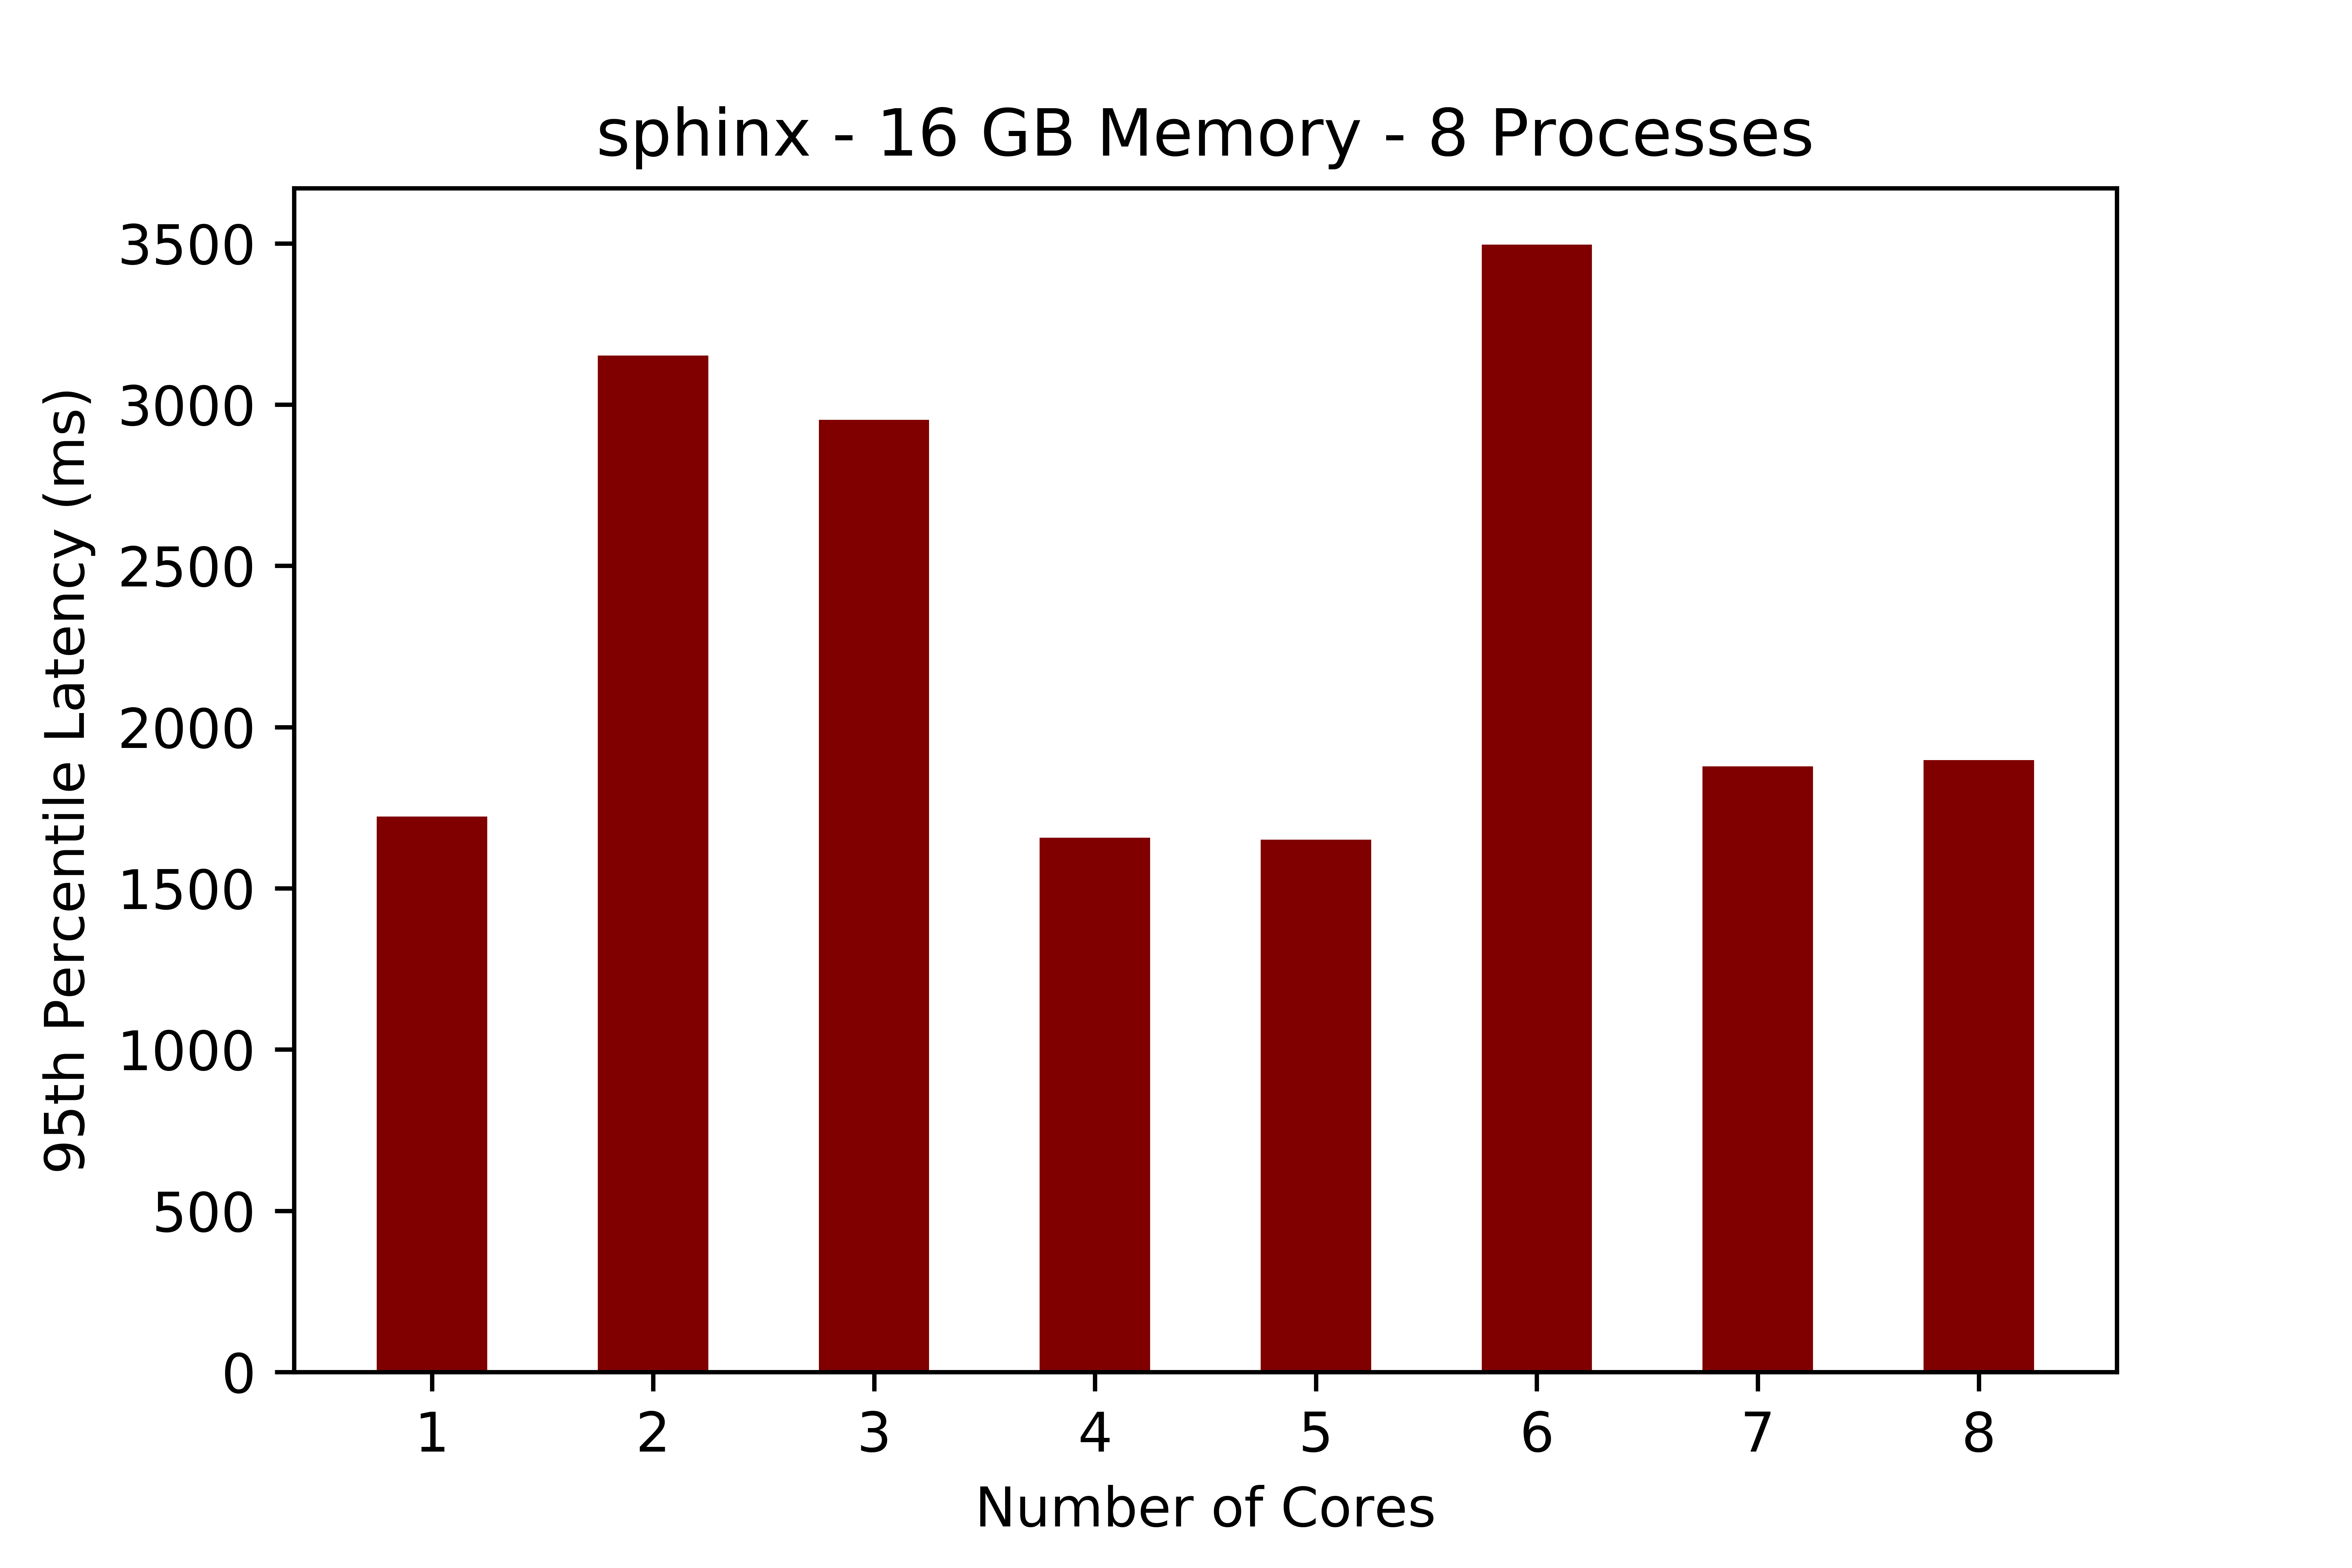 sphinx - 16 GB Memory - 8 Processes
95th Percentile Latency (ms)
3500
3000
2500
2000
1500
1000
500
0
1 2 3 4 5 6 7 8
Number of Cores